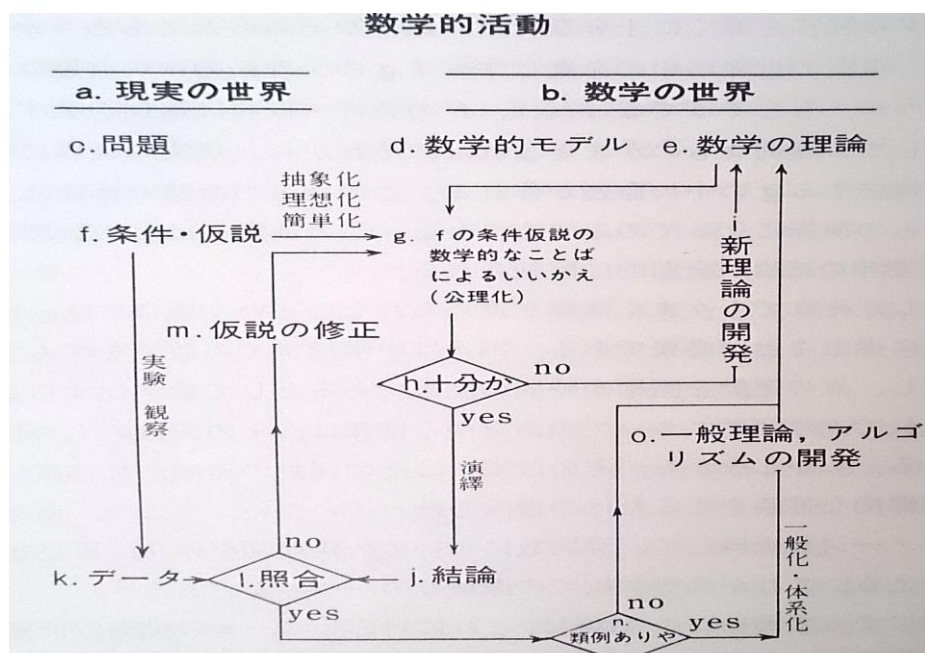 数学的活動
a. 現実の世界
b. 数学の世界
c. 問題
d. 数学的モデル
e. 数学の理論
抽象化
理想化
簡単化
f. 条件・仮説
g. fの条件仮説の
数学的なことば
によるいいかえ
(公理化)
新理論の開発
m. 仮説の修正
実験 観察
h. 十分か
no
yes
演繹
o. 一般理論, アルゴ
リズムの開発
no
k. データ
l. 照合
j. 結論
一般化・体系化
yes
no
n.
類例ありや
yes